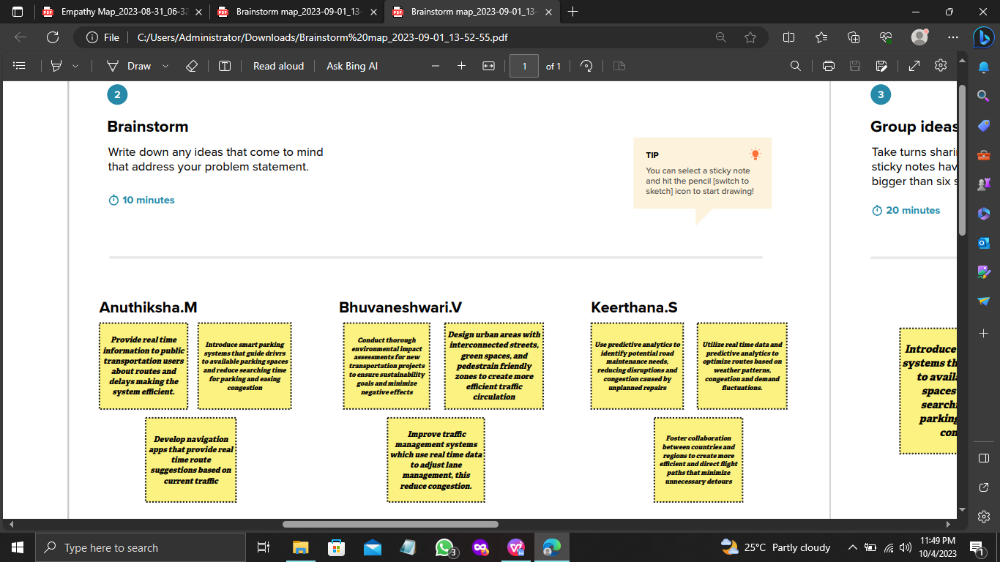 Empathy Map_2023-08-31_06-32
Brainstorm map_2023-09-01_13-
Brainstorm map_2023-09-01_13-
File
C:/Users/Administrator/Downloads/Brainstorm%20map_2023-09-01_13-52-55.pdf
Draw
Read aloud
Ask Bing AI
1
of 1
2
Brainstorm
Write down any ideas that come to mind
that address your problem statement.
10 minutes
TIP
You can select a sticky note
and hit the pencil [switch to
sketch] icon to start drawing!
3
Group ideas
Take turns shari
sticky notes hav
bigger than six s
20 minutes
Anuthiksha.M
Provide real time
information to public
transportation users
about routes and
delays making the
system efficient.
Introduce smart parking
systems that guide drivrs
to available parking spaces
and reduce searching time
for parking and easing
congestion
Develop navigation
apps that provide real
time route
suggestions based on
current traffic
Bhuvaneshwari.V
Conduct thorough
environmental impact
assessments for new
transportation projects
to ensure sustainability
goals and minimize
negative effects
Design urban areas with
interconnected streets,
green spaces, and
pedestrain friendly
zones to create more
efficient traffic
circulation
Improve traffic
management systems
which use real time data
to adjust lane
management, this
reduce congestion.
Keerthana.S
Use predictive analytics to
identify potential road
maintenance needs,
reducing disruptions and
congestion caused by
unplanned repairs
Utilize real time data and
predictive analytics to
optimize routes based on
weather patterns,
congestion and demand
fluctuations.
Foster collaboration
between countries and
regions to create more
efficient and direct flight
paths that minimize
unnecessary detours
Introduce
systems th
to avail
spaces
search
parking
con
Type here to search
3
25°C Partly cloudy
11:49 PM
10/4/2023
1